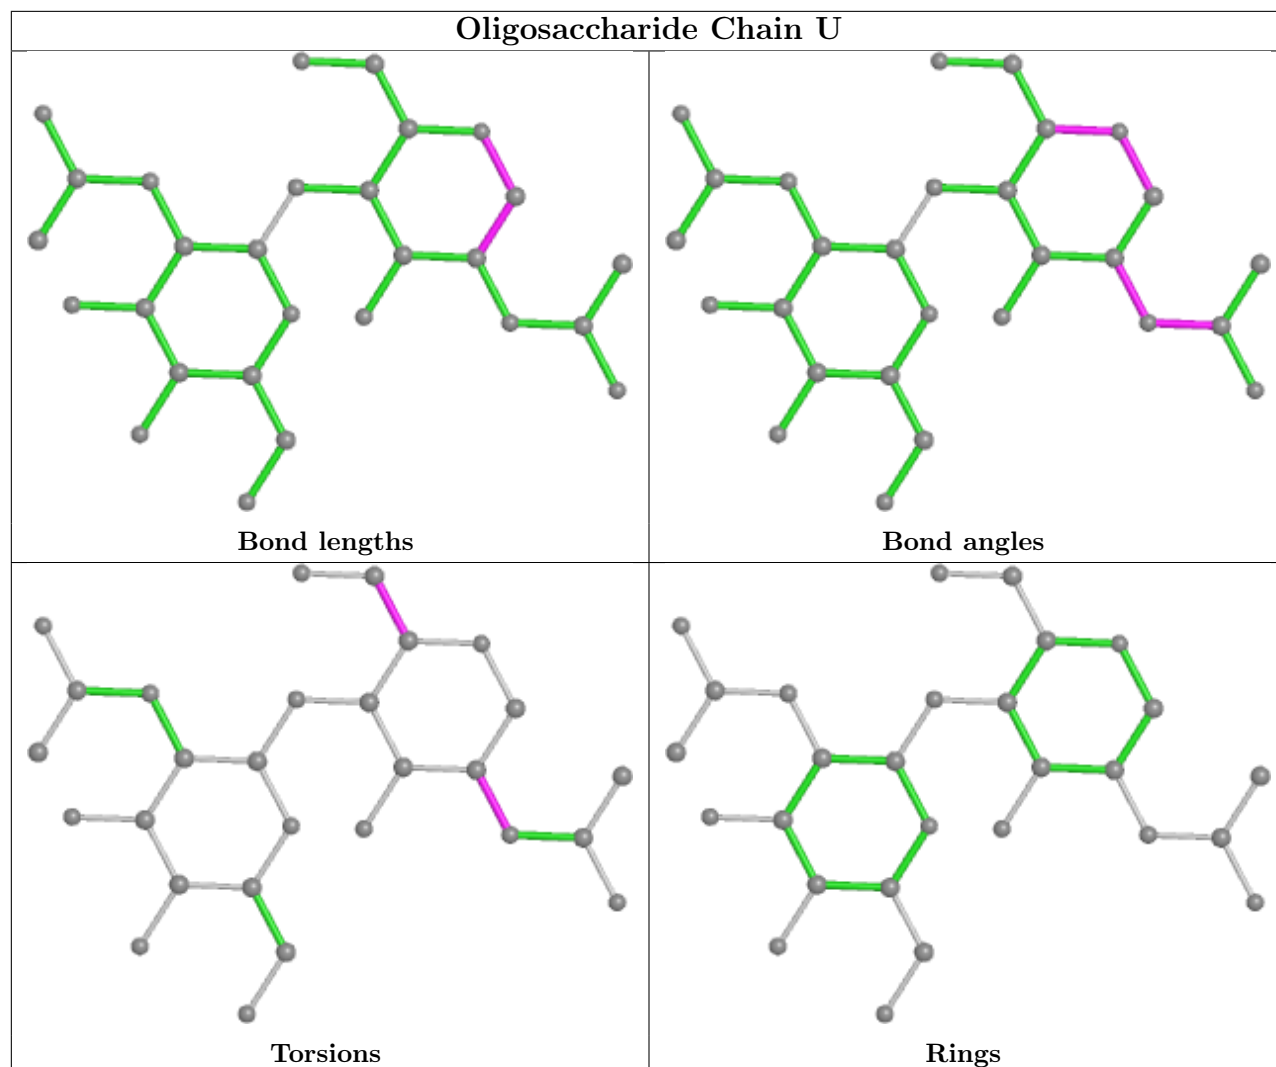 Oligosaccharide Chain U
Bond lengths
Bond angles
Torsions
Rings